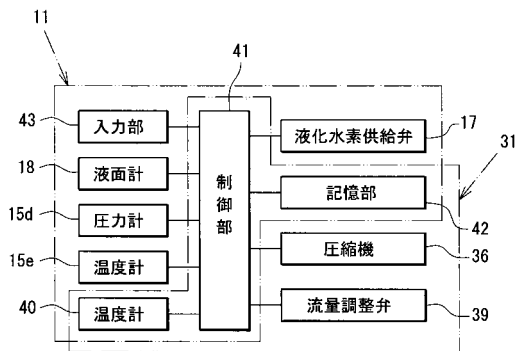 11
41
43
入力部
液化水素供給弁
17
18
液面計
31
15d
圧力計
制御部
記憶部
42
15e
温度計
圧縮機
36
40
温度計
流量調整弁
39